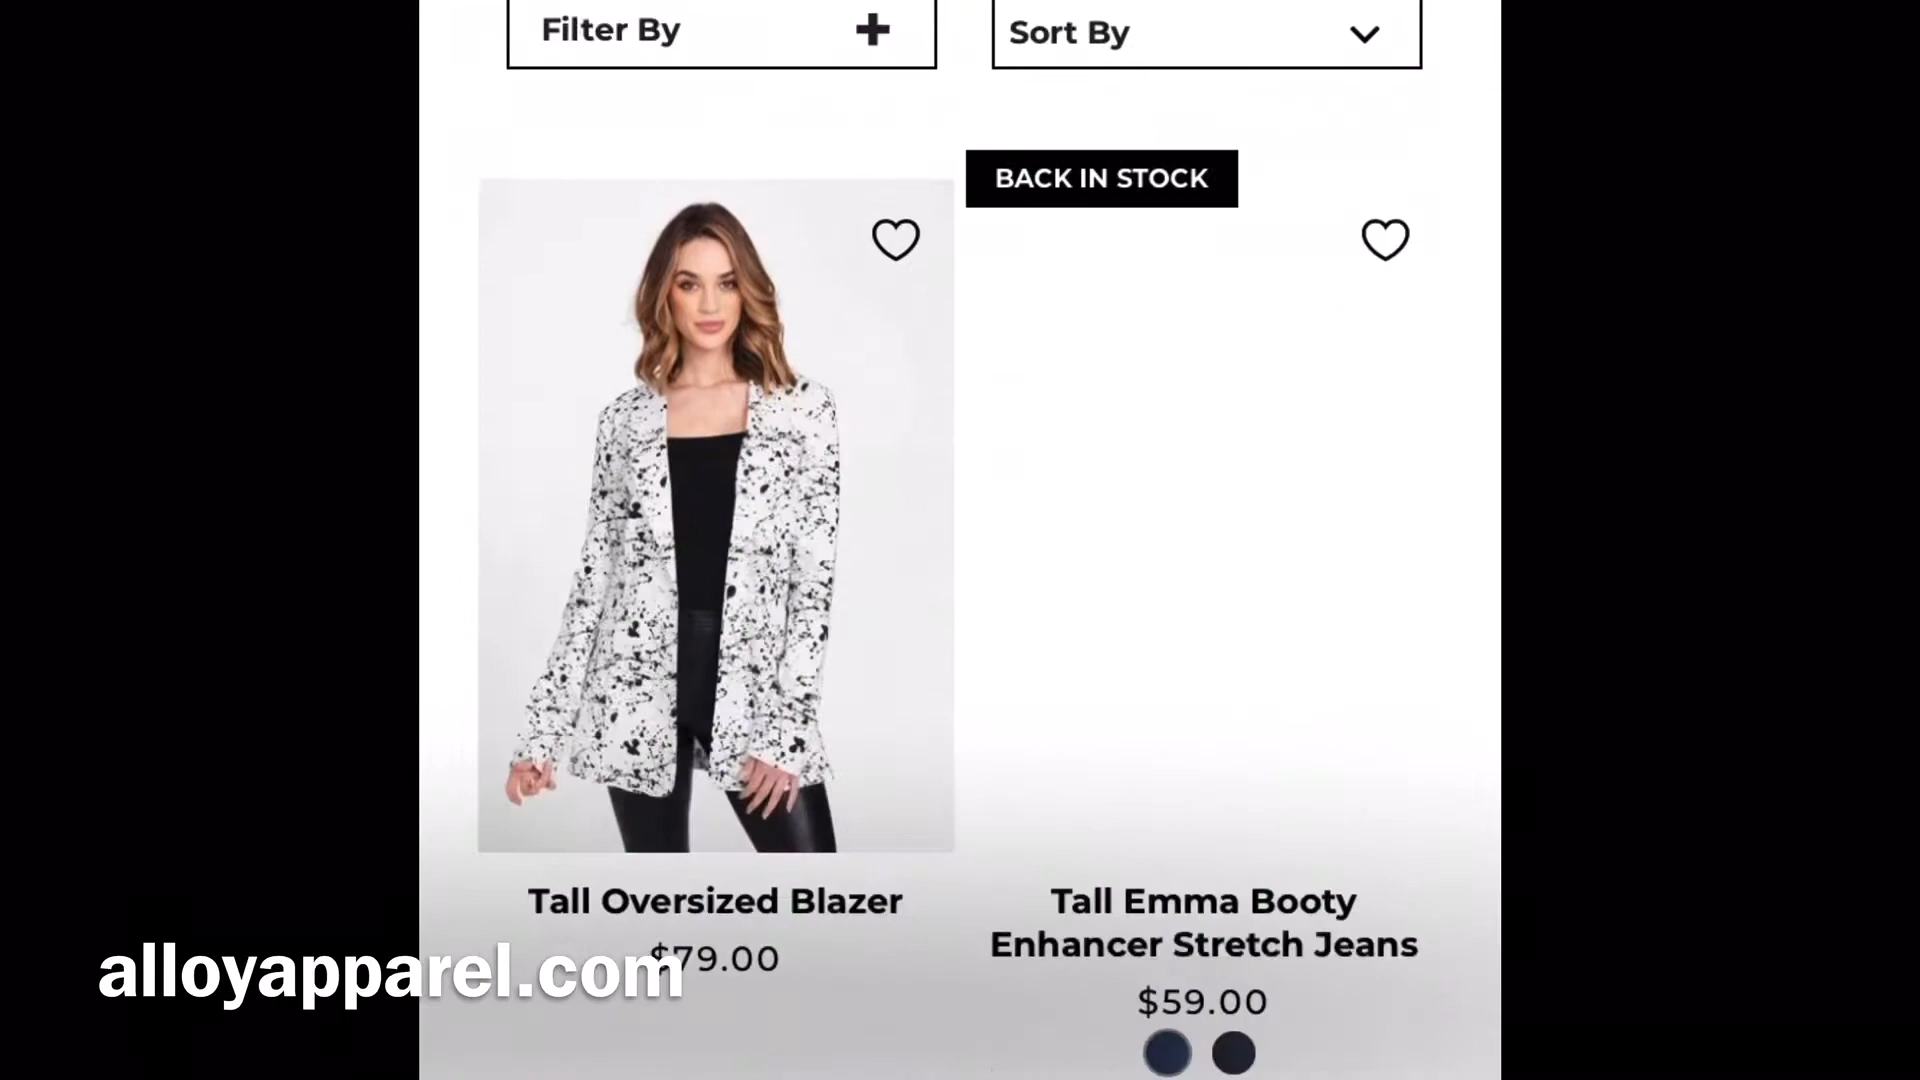 Filter By
Sort By
BACK IN STOCK
Tall Oversized Blazer
$79.00
Tall Emma Booty
Enhancer Stretch Jeans
$59.00
alloyapparel.com